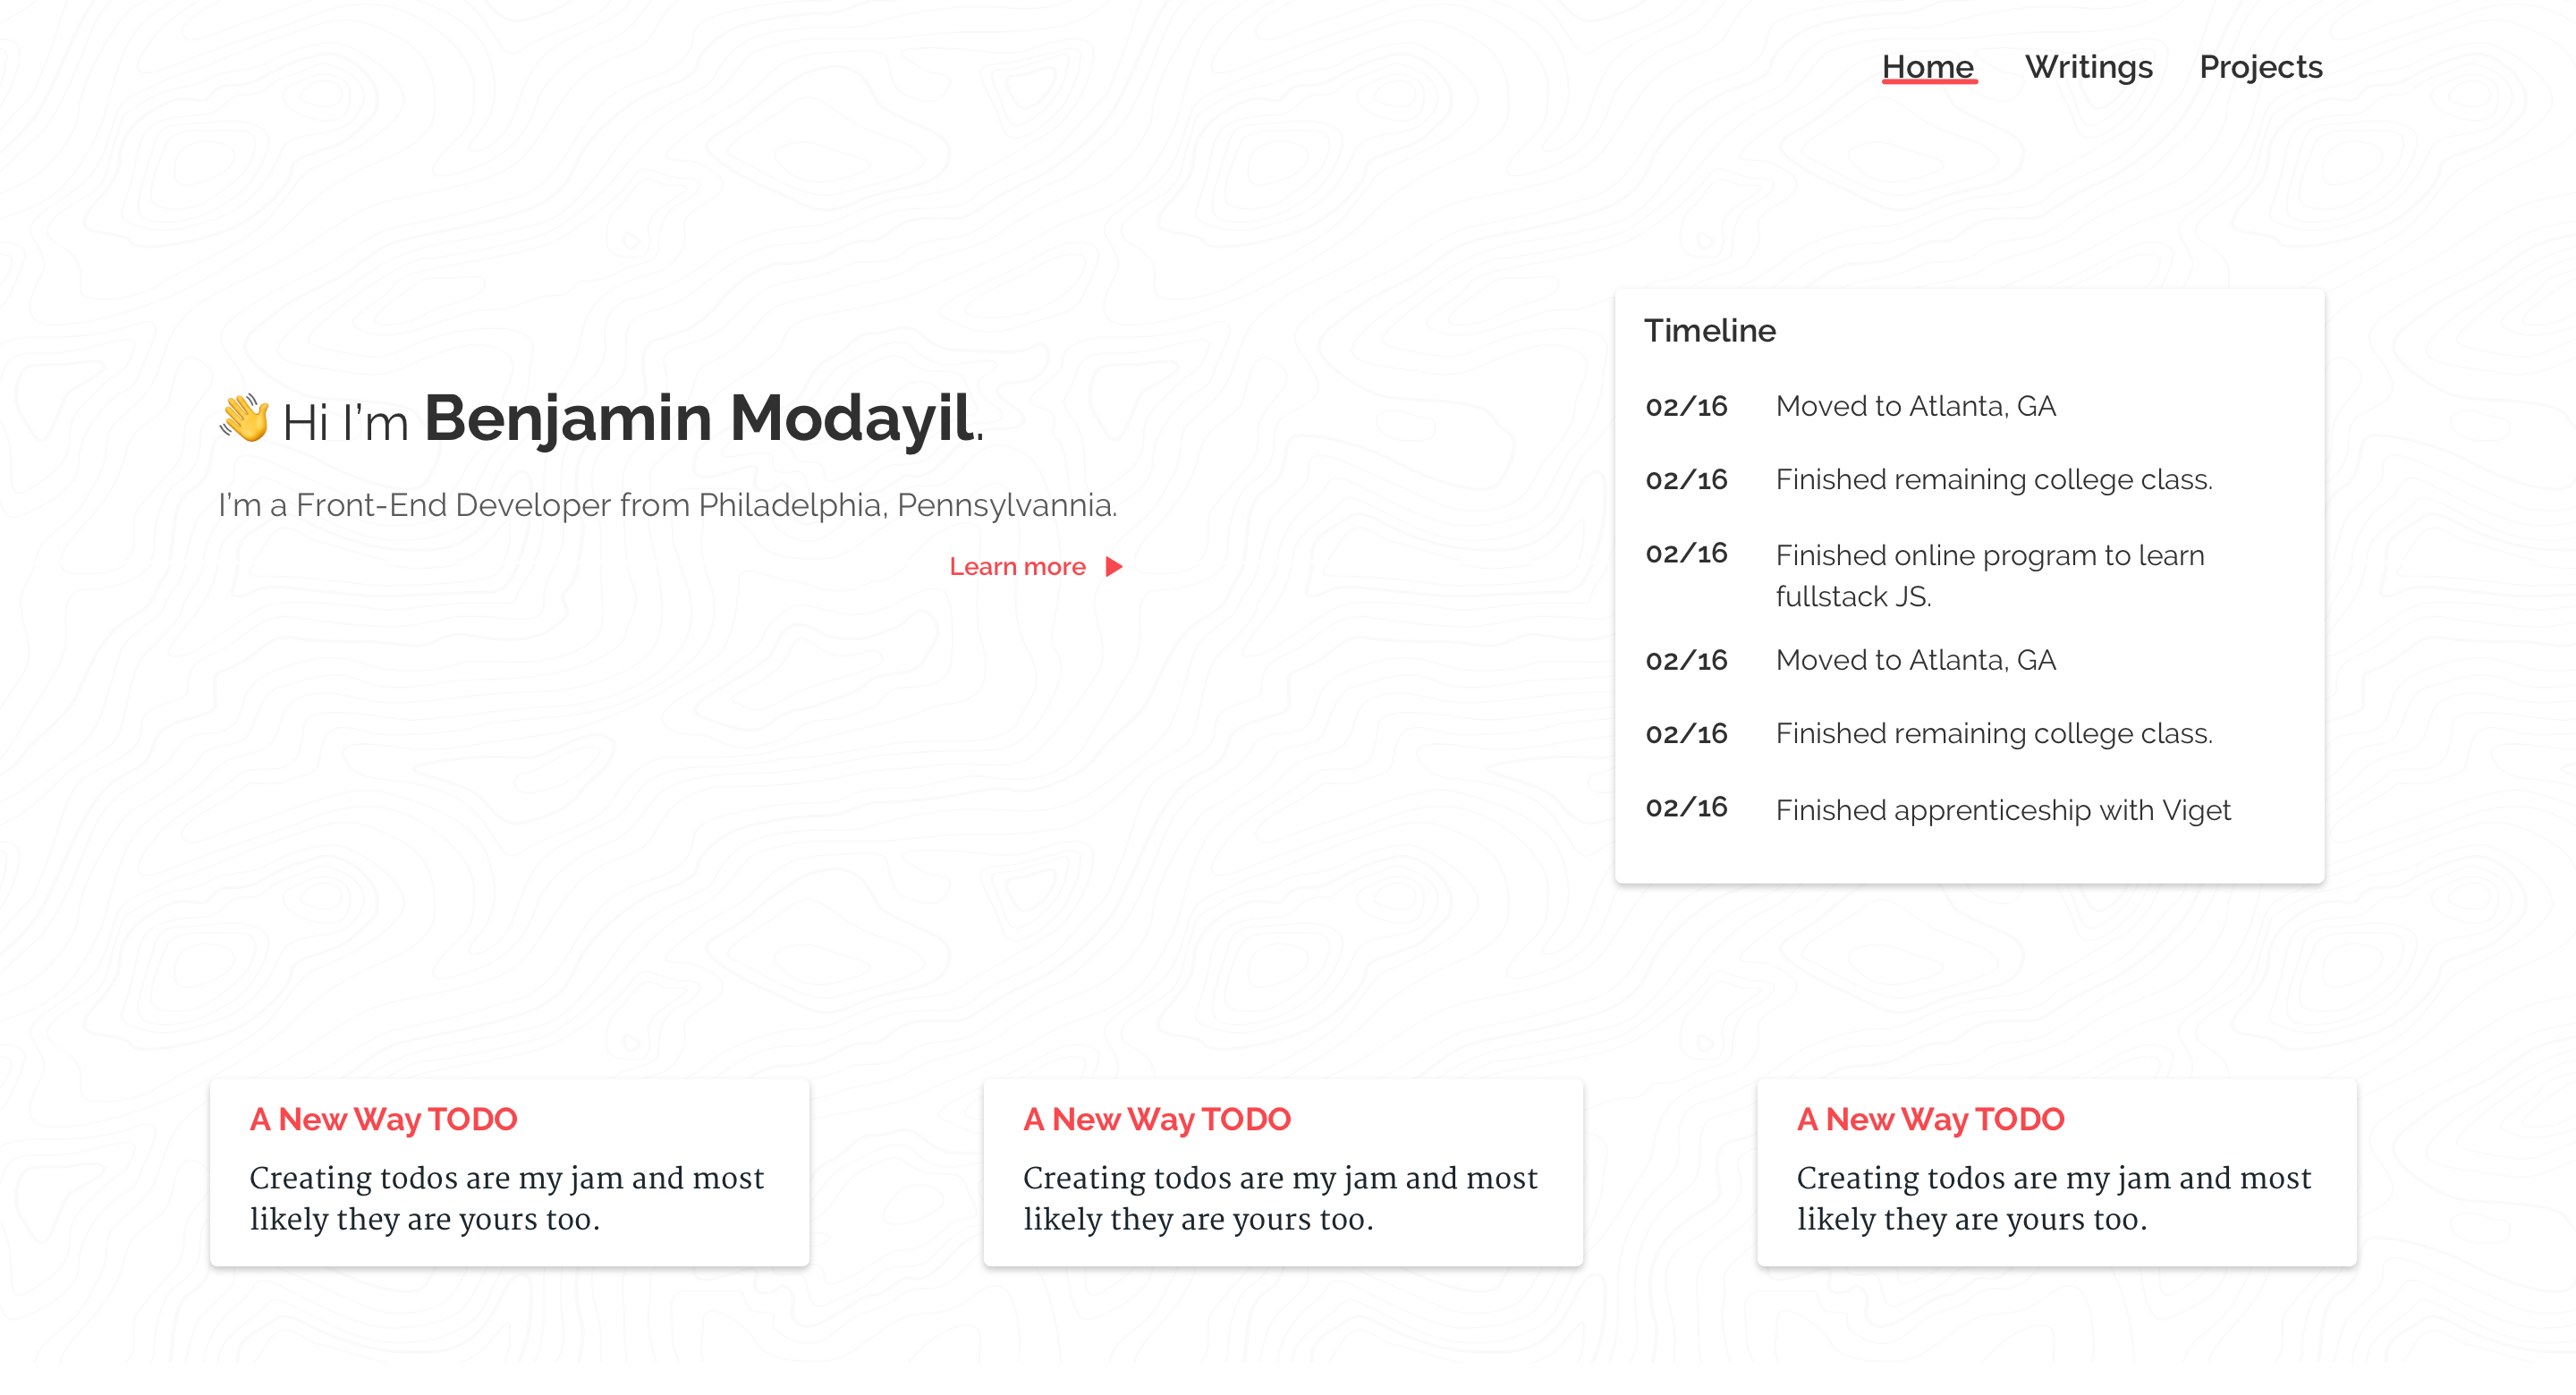 Home Writings Projects
👋 Hi I’m Benjamin Modayil.
I’m a Front-End Developer from Philadelphia, Pennsylvannia.
Learn more
Timeline
02/16 Moved to Atlanta, GA
02/16 Finished remaining college class.
02/16 Finished online program to learn
fullstack JS.
02/16 Moved to Atlanta, GA
02/16 Finished remaining college class.
02/16 Finished apprenticeship with Viget
A New Way TODO
Creating todos are my jam and most
likely they are yours too.
A New Way TODO
Creating todos are my jam and most
likely they are yours too.
A New Way TODO
Creating todos are my jam and most
likely they are yours too.